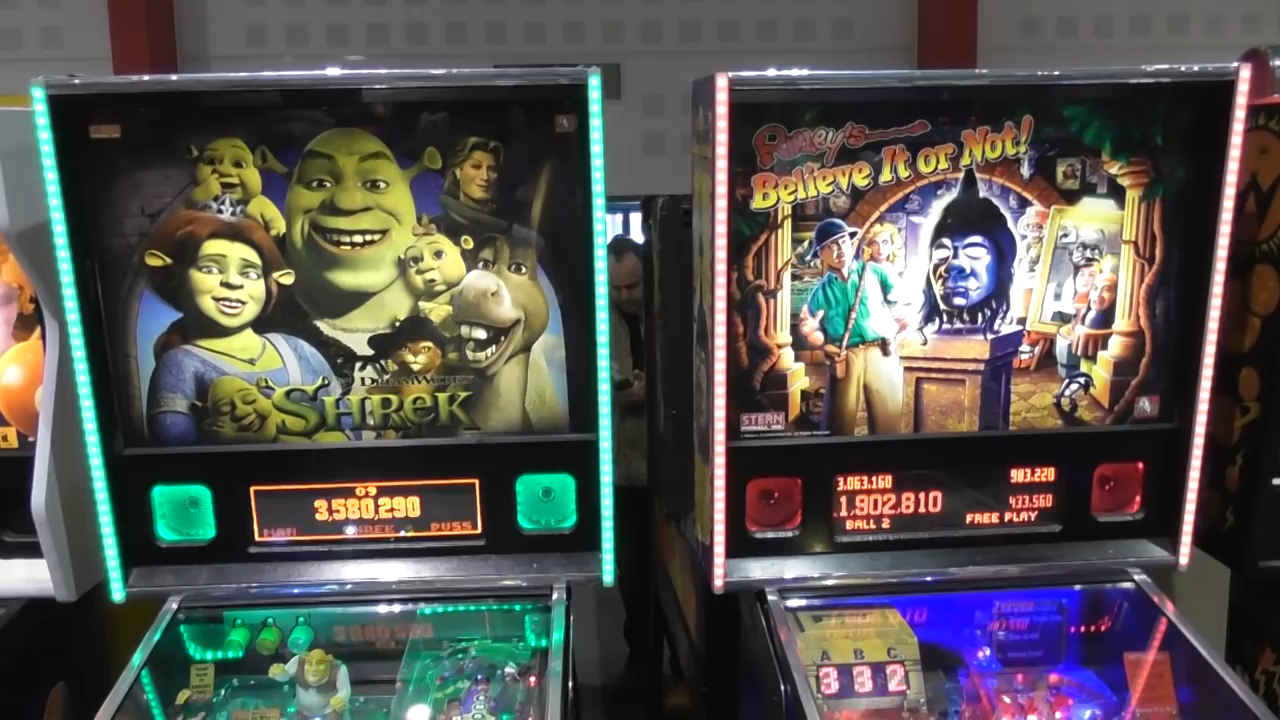 DREAMWORKS
SHREK
09
3,580,290
MAN SHREK PUSS
Ripley's
Believe It or Not!
STERN
3,063,160 983,220
1,902,810 433,560
BALL 2 FREE PLAY
A B C
3 3 2